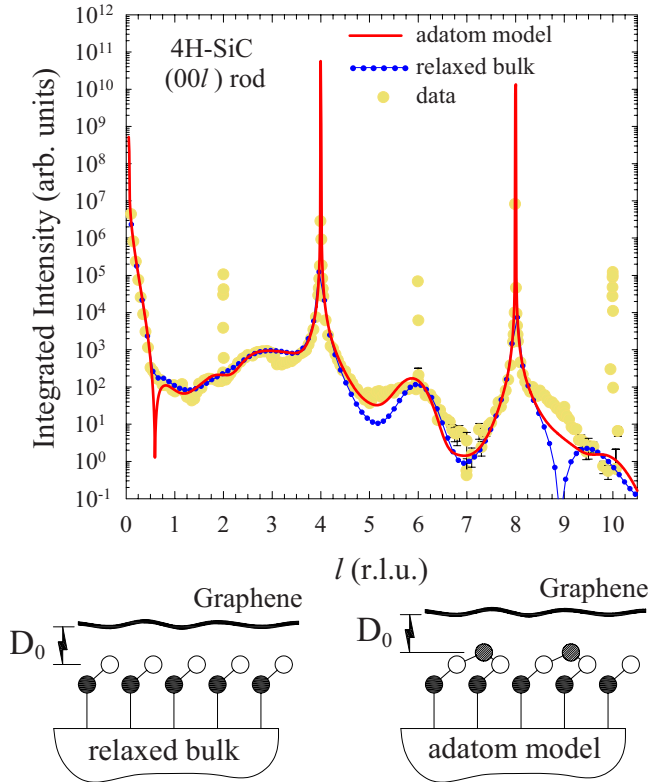 10^12
10^11
10^10
10^9
10^8
10^7
10^6
10^5
10^4
10^3
10^2
10^1
10^0
10^-1
Integrated Intensity (arb. units)
4H-SiC
(00l) rod
adatom model
relaxed bulk
data
0 1 2 3 4 5 6 7 8 9 10
l (r.l.u.)
Graphene
D0
relaxed bulk
Graphene
D0
adatom model